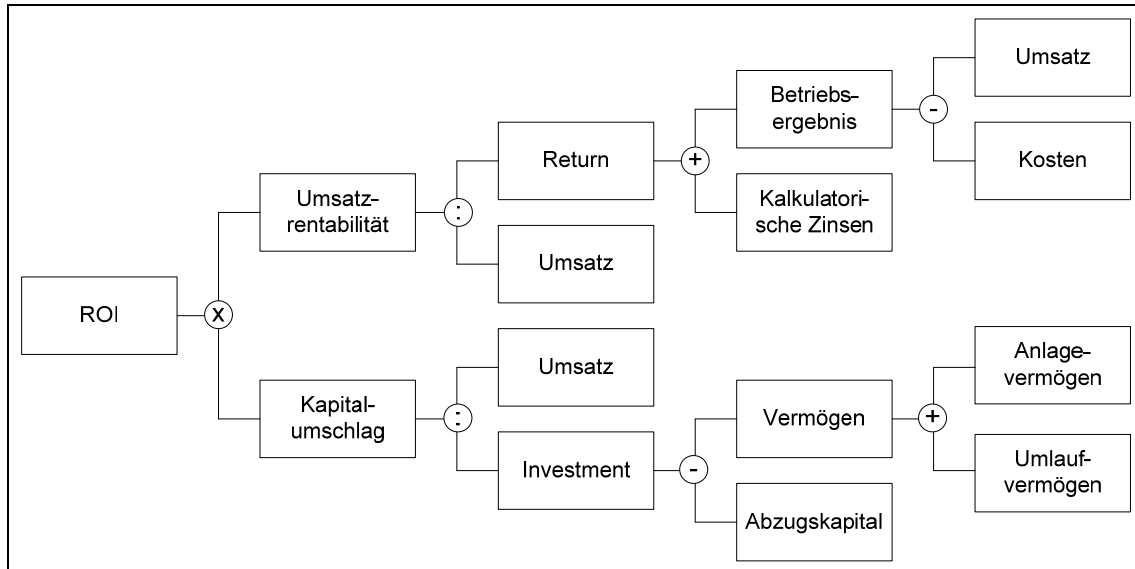 Umsatz
Betriebs-
ergebnis
-
Return
+
Kosten
Umsatz-
rentabilität
:
Kalkulatori-
sche Zinsen
Umsatz
ROI
x
Umsatz
Anlage-
vermögen
Kapital-
umschlag
:
Vermögen
+
Investment
-
Umlauf-
vermögen
Abzugskapital